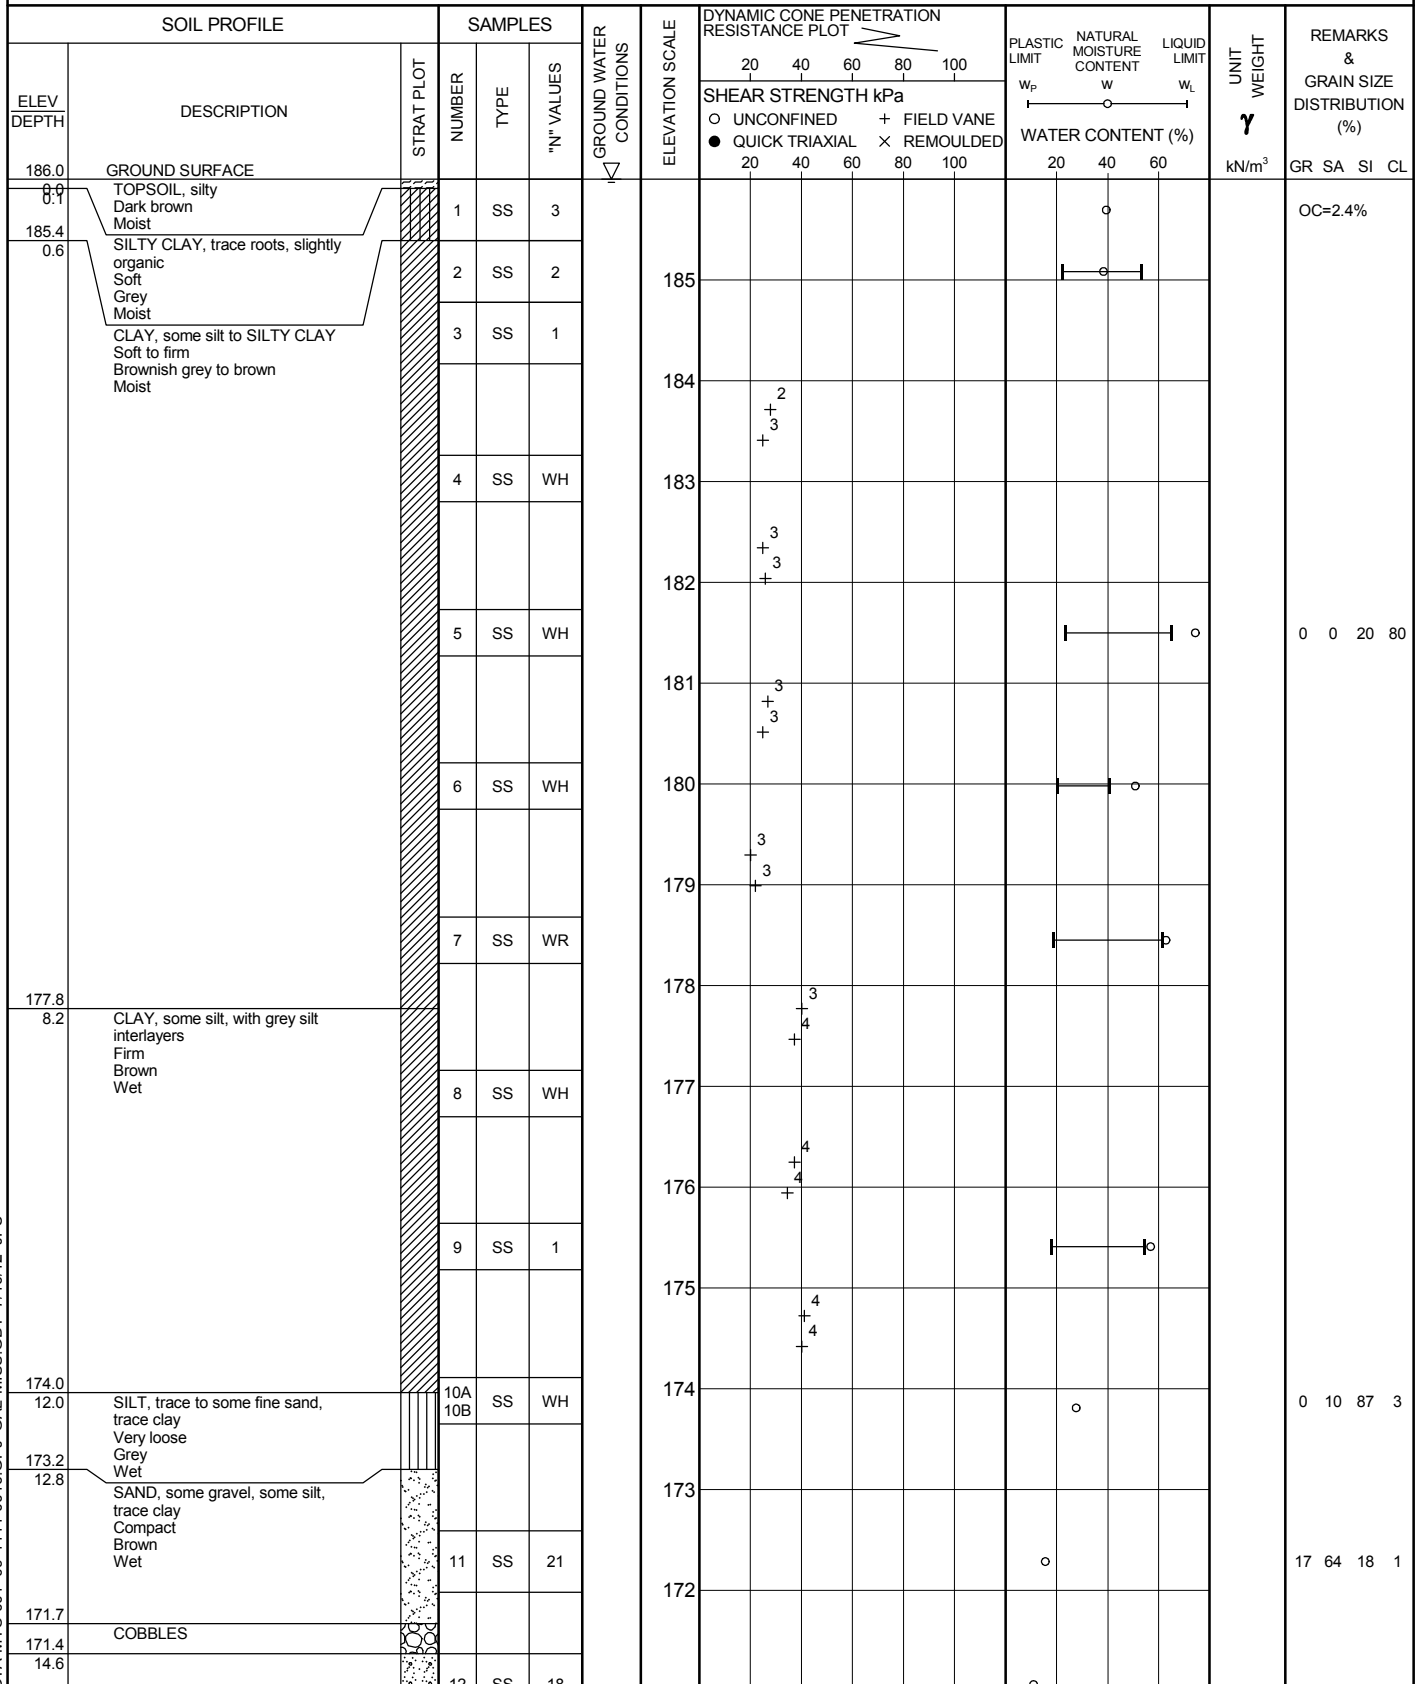 SOIL PROFILE
SAMPLES
GROUND WATER
CONDITIONS
ELEVATION SCALE
DYNAMIC CONE PENETRATION
RESISTANCE PLOT
20 40 60 80 100
SHEAR STRENGTH kPa
○ UNCONFINED + FIELD VANE
● QUICK TRIAXIAL × REMOULDED
20 40 60 80 100
PLASTIC
LIMIT
NATURAL
MOISTURE
CONTENT
LIQUID
LIMIT
WP W WL
WATER CONTENT (%)
20 40 60
UNIT
WEIGHT
γ
kN/m³
REMARKS
&
GRAIN SIZE
DISTRIBUTION
(%)
GR SA SI CL
ELEV
DEPTH
DESCRIPTION
STRAT PLOT
NUMBER
TYPE
"N" VALUES
186.0 GROUND SURFACE
0.0
0.1
TOPSOIL, silty
Dark brown
Moist
1 SS 3
OC=2.4%
185.4
0.6
SILTY CLAY, trace roots, slightly
organic
Soft
Grey
Moist
2 SS 2
185
CLAY, some silt to SILTY CLAY
Soft to firm
Brownish grey to brown
Moist
3 SS 1
184
2
3
4 SS WH
183
3
3
182
5 SS WH
0 0 20 80
181
3
3
6 SS WH
180
3
3
179
7 SS WR
178
177.8
8.2
CLAY, some silt, with grey silt
interlayers
Firm
Brown
Wet
3
4
177
8 SS WH
4
4
176
9 SS 1
175
4
4
174.0
12.0
SILT, trace to some fine sand,
trace clay
Very loose
Grey
Wet
10A
10B
SS WH
174
0 10 87 3
173.2
12.8
SAND, some gravel, some silt,
trace clay
Compact
Brown
Wet
173
11 SS 21
17 64 18 1
172
171.7
COBBLES
171.4
14.6
12 SS 18